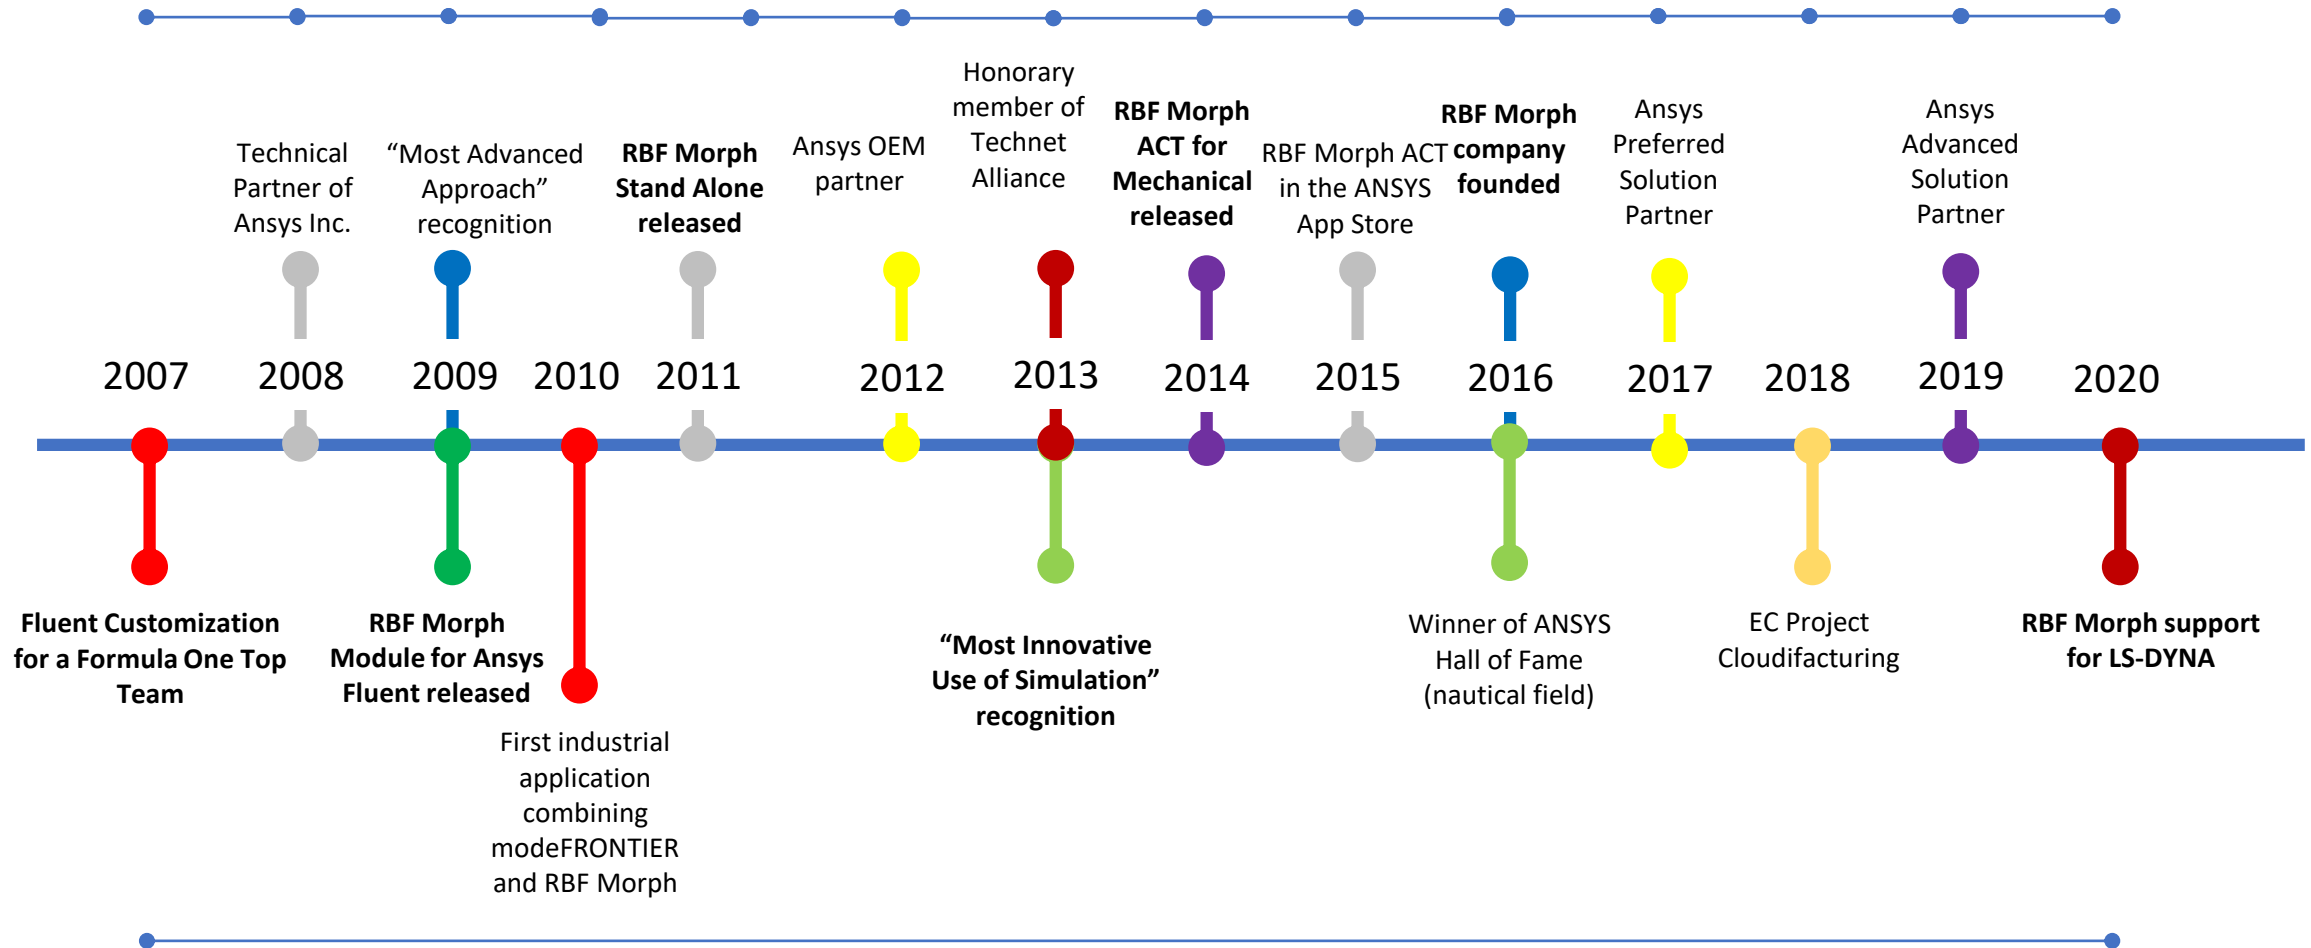 Technical
Partner of
Ansys Inc.
“Most Advanced
Approach”
recognition
RBF Morph
Stand Alone
released
Ansys OEM
partner
Honorary
member of
Technet
Alliance
RBF Morph
ACT for
Mechanical
released
RBF Morph ACT
in the ANSYS
App Store
RBF Morph
company
founded
Ansys
Preferred
Solution
Partner
Ansys
Advanced
Solution
Partner
2007
2008
2009
2010
2011
2012
2013
2014
2015
2016
2017
2018
2019
2020
Fluent Customization
for a Formula One Top
Team
RBF Morph
Module for Ansys
Fluent released
First industrial
application
combining
modeFRONTIER
and RBF Morph
“Most Innovative
Use of Simulation”
recognition
Winner of ANSYS
Hall of Fame
(nautical field)
EC Project
Cloudifacturing
RBF Morph support
for LS-DYNA